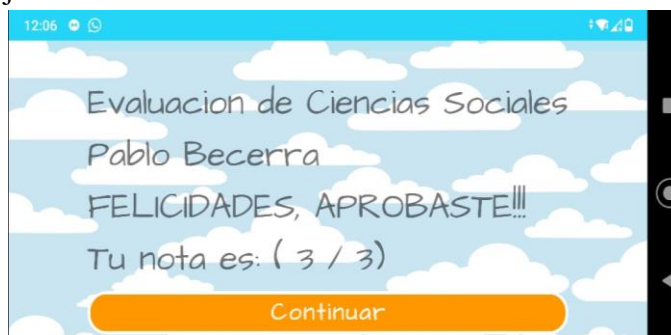 12:06
Evaluacion de Ciencias Sociales
Pablo Becerra
FELICIDADES, APROBASTE!!!
Tu nota es: ( 3 / 3)
Continuar